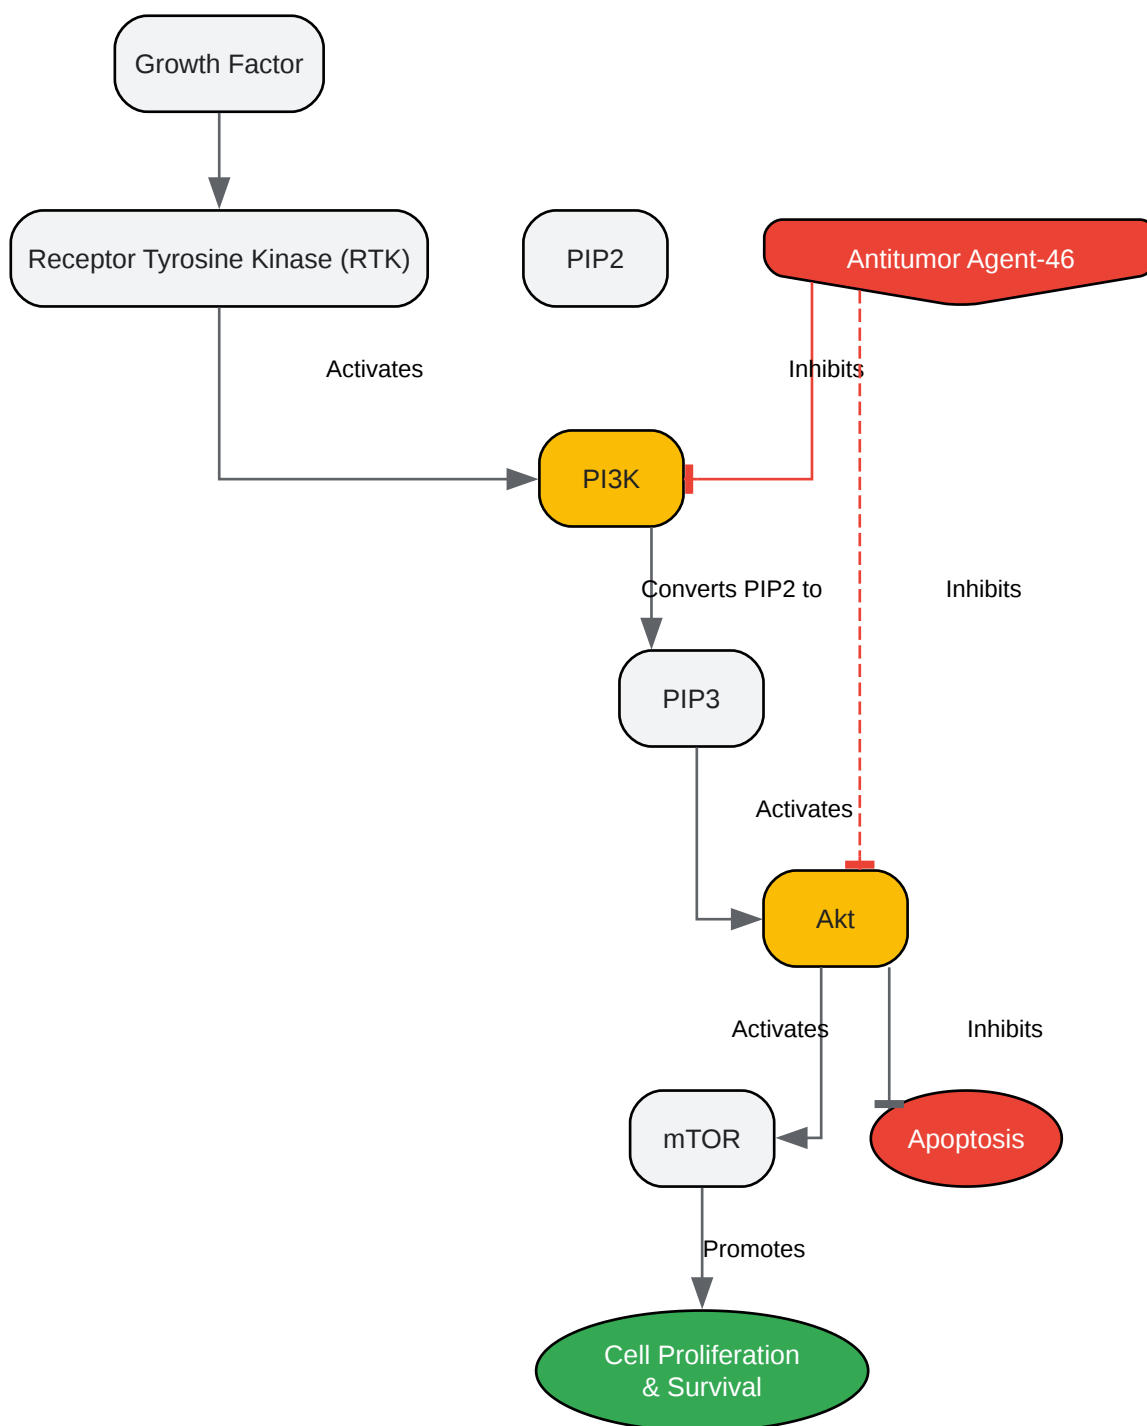 Growth Factor
Receptor Tyrosine Kinase (RTK)
PIP2
Antitumor Agent-46
Activates
Inhibits
PI3K
Converts PIP2 to
Inhibits
PIP3
Activates
Akt
Activates
Inhibits
mTOR
Apoptosis
Promotes
Cell Proliferation
& Survival